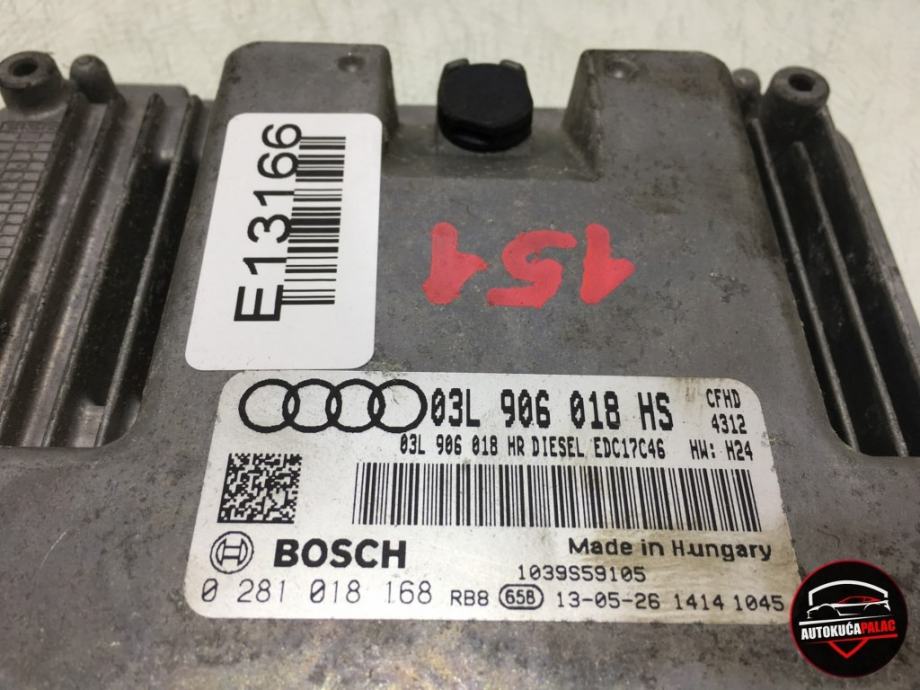 E13166
151
03L 906 018 HS
CFHD
4312
03L 906 018 HR DIESEL EDC17C46 HW: H24
BOSCH
Made in Hungary
1039S59105
0 281 018 168 RB8 65B 13-05-26 1414 1045
AUTOKUĆAPALAC